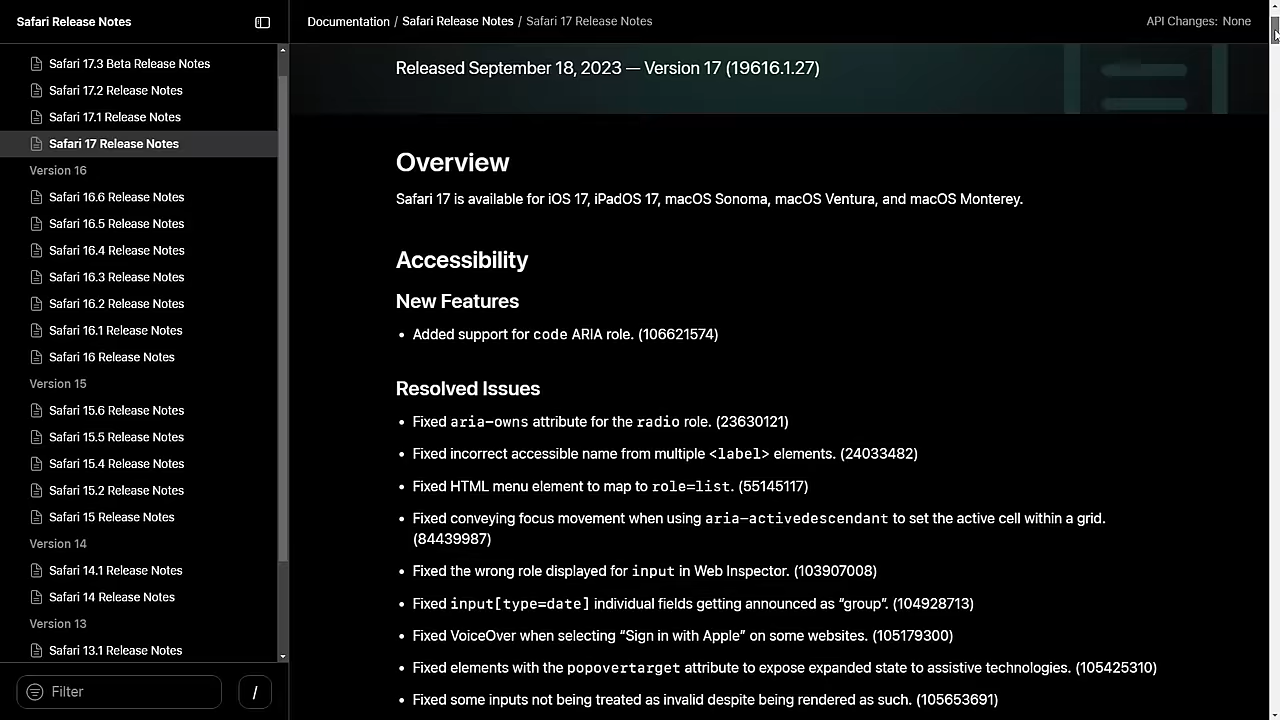 Safari Release Notes
Safari 17.3 Beta Release Notes
Safari 17.2 Release Notes
Safari 17.1 Release Notes
Safari 17 Release Notes
Version 16
Safari 16.6 Release Notes
Safari 16.5 Release Notes
Safari 16.4 Release Notes
Safari 16.3 Release Notes
Safari 16.2 Release Notes
Safari 16.1 Release Notes
Safari 16 Release Notes
Version 15
Safari 15.6 Release Notes
Safari 15.5 Release Notes
Safari 15.4 Release Notes
Safari 15.2 Release Notes
Safari 15 Release Notes
Version 14
Safari 14.1 Release Notes
Safari 14 Release Notes
Version 13
Safari 13.1 Release Notes
Filter
/
Documentation / Safari Release Notes / Safari 17 Release Notes
API Changes: None
Released September 18, 2023 — Version 17 (19616.1.27)
Overview
Safari 17 is available for iOS 17, iPadOS 17, macOS Sonoma, macOS Ventura, and macOS Monterey.
Accessibility
New Features
• Added support for code ARIA role. (106621574)
Resolved Issues
• Fixed aria-owns attribute for the radio role. (23630121)
• Fixed incorrect accessible name from multiple <label> elements. (24033482)
• Fixed HTML menu element to map to role=list. (55145117)
• Fixed conveying focus movement when using aria-activedescendant to set the active cell within a grid.
(84439987)
• Fixed the wrong role displayed for input in Web Inspector. (103907008)
• Fixed input[type=date] individual fields getting announced as “group”. (104928713)
• Fixed VoiceOver when selecting “Sign in with Apple” on some websites. (105179300)
• Fixed elements with the popovertarget attribute to expose expanded state to assistive technologies. (105425310)
• Fixed some inputs not being treated as invalid despite being rendered as such. (105653691)